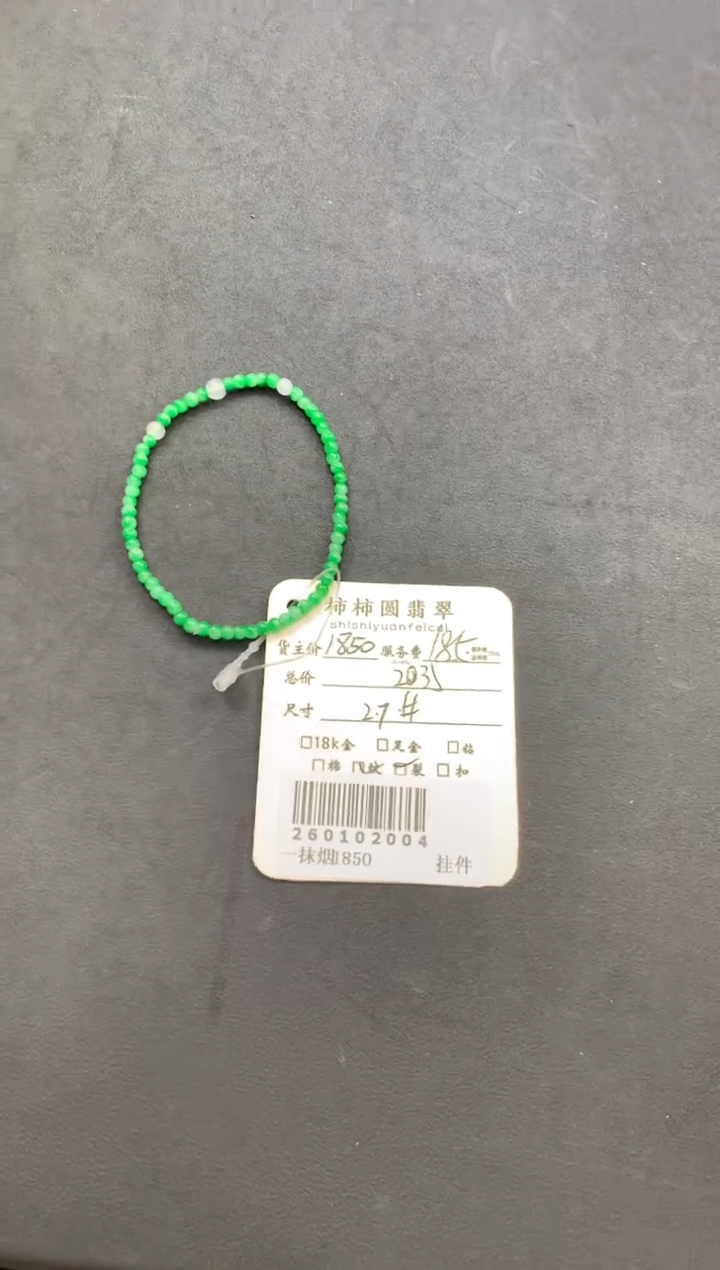 柿柿圆翡翠
shishiyuanfeicui
货主价 1850 服务费 185.
总价 2035
尺寸 2.7#
□18k金 □足金 □钻
□棉 □纹 □裂 □扣
260102004
一抹烟1850 挂件